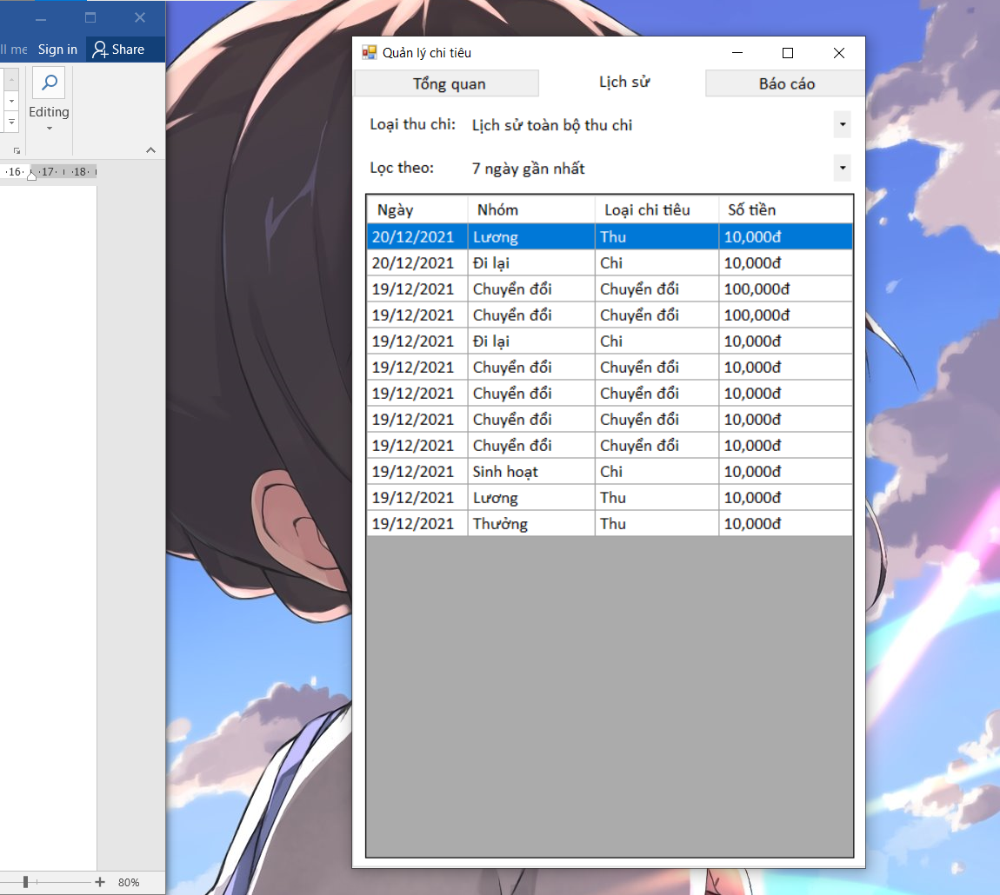 ll me Sign in Share
Editing
·16· ·17· ·18·
80%
Quản lý chi tiêu
Tổng quan Lịch sử Báo cáo
Loại thu chi: Lịch sử toàn bộ thu chi
Lọc theo: 7 ngày gần nhất
Ngày Nhóm Loại chi tiêu Số tiền
20/12/2021 Lương Thu 10,000đ
20/12/2021 Đi lại Chi 10,000đ
19/12/2021 Chuyển đổi Chuyển đổi 100,000đ
19/12/2021 Chuyển đổi Chuyển đổi 100,000đ
19/12/2021 Đi lại Chi 10,000đ
19/12/2021 Chuyển đổi Chuyển đổi 10,000đ
19/12/2021 Chuyển đổi Chuyển đổi 10,000đ
19/12/2021 Chuyển đổi Chuyển đổi 10,000đ
19/12/2021 Chuyển đổi Chuyển đổi 10,000đ
19/12/2021 Sinh hoạt Chi 10,000đ
19/12/2021 Lương Thu 10,000đ
19/12/2021 Thưởng Thu 10,000đ